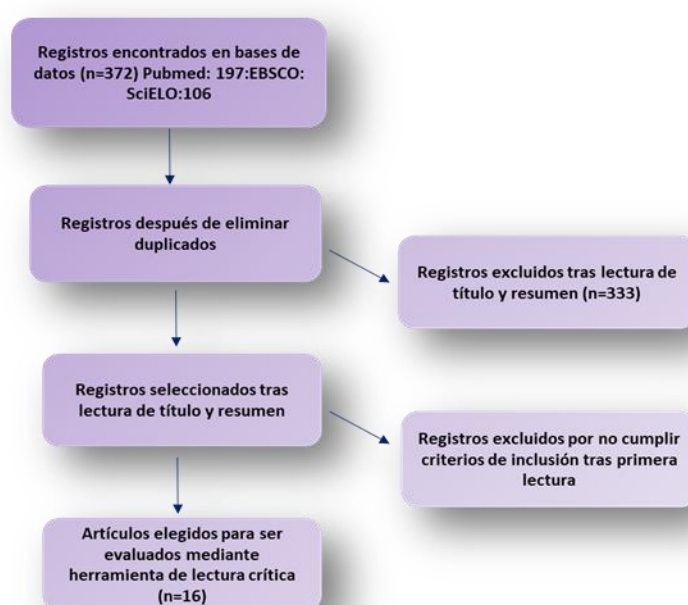 Registros encontrados en bases de
datos (n=372) Pubmed: 197:EBSCO:
SciELO:106
Registros después de eliminar
duplicados
Registros excluidos tras lectura de
título y resumen (n=333)
Registros seleccionados tras
lectura de título y resumen
Registros excluidos por no cumplir
criterios de inclusión tras primera
lectura
Artículos elegidos para ser
evaluados mediante
herramienta de lectura crítica
(n=16)